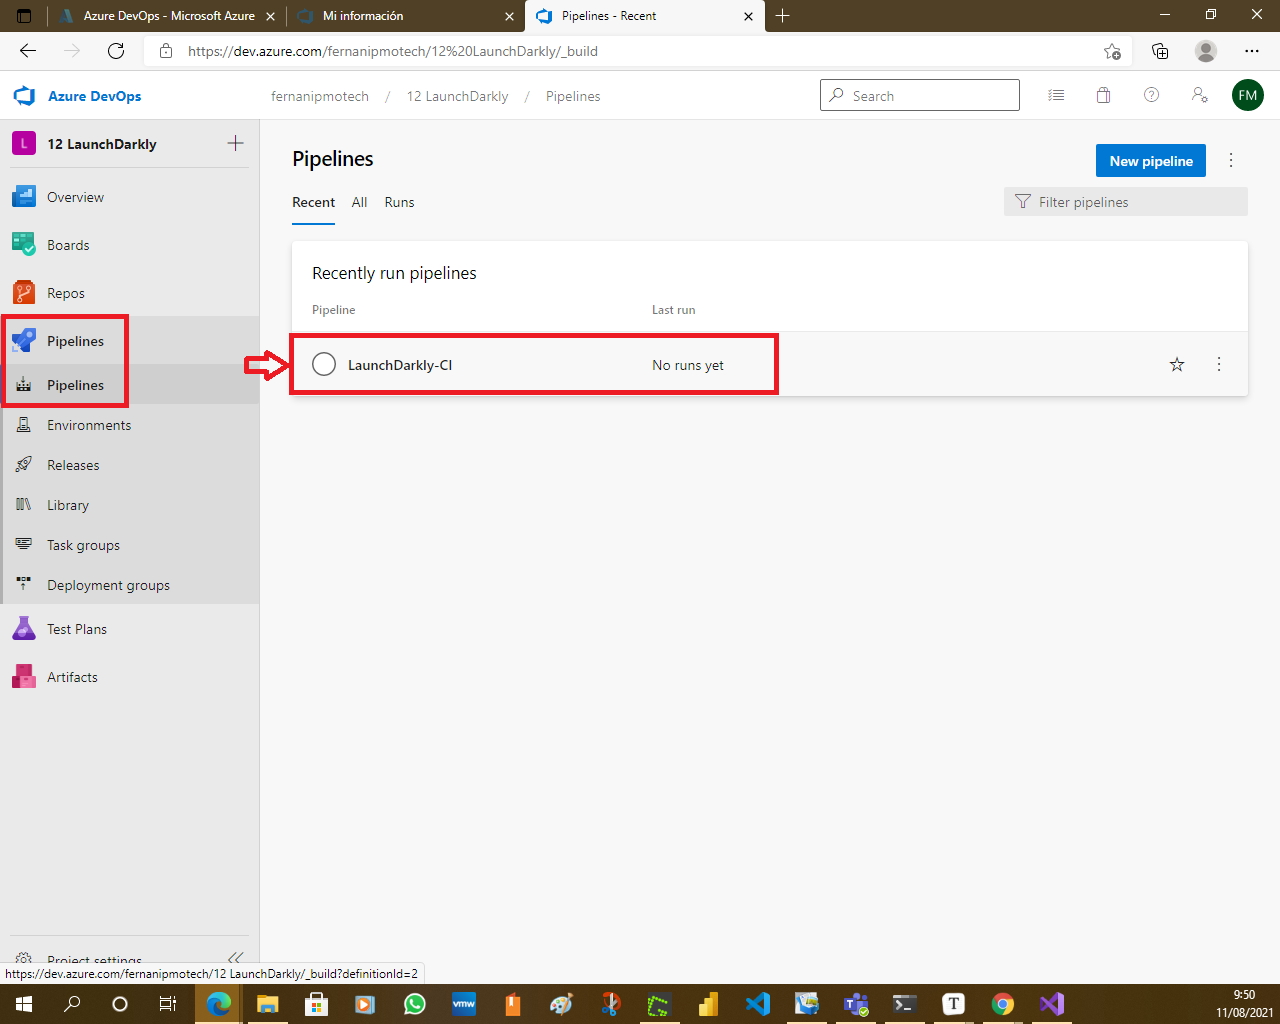 Azure DevOps - Microsoft Azure
Mi información
Pipelines - Recent
https://dev.azure.com/fernanipmotech/12%20LaunchDarkly/_build
Azure DevOps
fernanipmotech / 12 LaunchDarkly / Pipelines
Search
FM
L
12 LaunchDarkly
Overview
Boards
Repos
Pipelines
Pipelines
Environments
Releases
Library
Task groups
Deployment groups
Test Plans
Artifacts
Project settings
Pipelines
New pipeline
Recent All Runs
Filter pipelines
Recently run pipelines
Pipeline Last run
LaunchDarkly-CI No runs yet
https://dev.azure.com/fernanipmotech/12 LaunchDarkly/_build?definitionId=2
vmw
T
9:50
11/08/2021